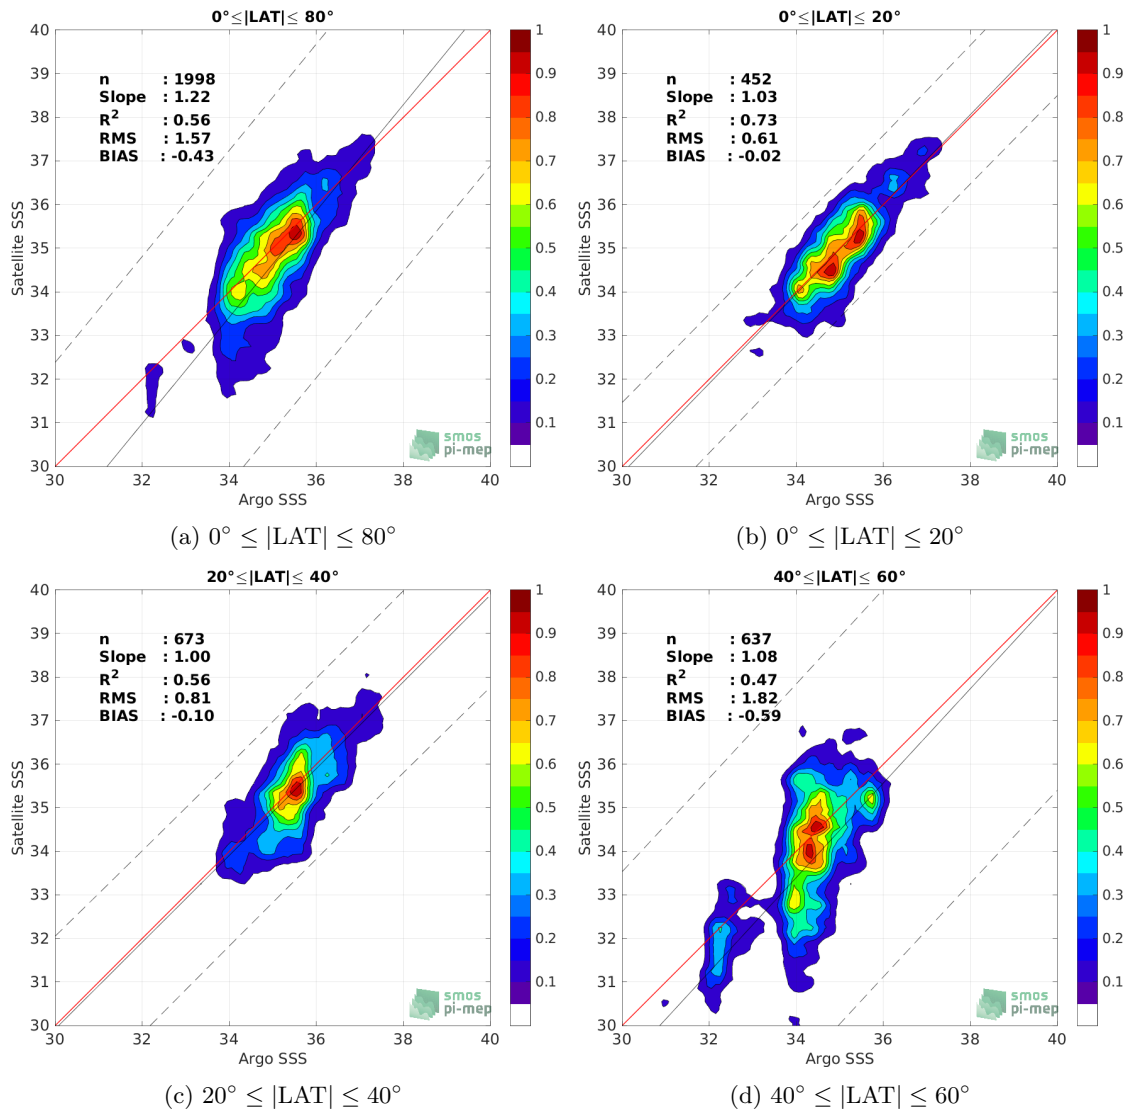 0°≤|LAT|≤ 80°
n : 1998
Slope : 1.22
R² : 0.56
RMS : 1.57
BIAS : -0.43
40
39
38
37
36
35
34
33
32
31
30
Satellite SSS
30 32 34 36 38 40
Argo SSS
1
0.9
0.8
0.7
0.6
0.5
0.4
0.3
0.2
0.1
smos
pi-mep
(a) 0° ≤ |LAT| ≤ 80°
0°≤|LAT|≤ 20°
n : 452
Slope : 1.03
R² : 0.73
RMS : 0.61
BIAS : -0.02
40
39
38
37
36
35
34
33
32
31
30
Satellite SSS
30 32 34 36 38 40
Argo SSS
1
0.9
0.8
0.7
0.6
0.5
0.4
0.3
0.2
0.1
smos
pi-mep
(b) 0° ≤ |LAT| ≤ 20°
20°≤|LAT|≤ 40°
n : 673
Slope : 1.00
R² : 0.56
RMS : 0.81
BIAS : -0.10
40
39
38
37
36
35
34
33
32
31
30
Satellite SSS
30 32 34 36 38 40
Argo SSS
1
0.9
0.8
0.7
0.6
0.5
0.4
0.3
0.2
0.1
smos
pi-mep
(c) 20° ≤ |LAT| ≤ 40°
40°≤|LAT|≤ 60°
n : 637
Slope : 1.08
R² : 0.47
RMS : 1.82
BIAS : -0.59
40
39
38
37
36
35
34
33
32
31
30
Satellite SSS
30 32 34 36 38 40
Argo SSS
1
0.9
0.8
0.7
0.6
0.5
0.4
0.3
0.2
0.1
smos
pi-mep
(d) 40° ≤ |LAT| ≤ 60°